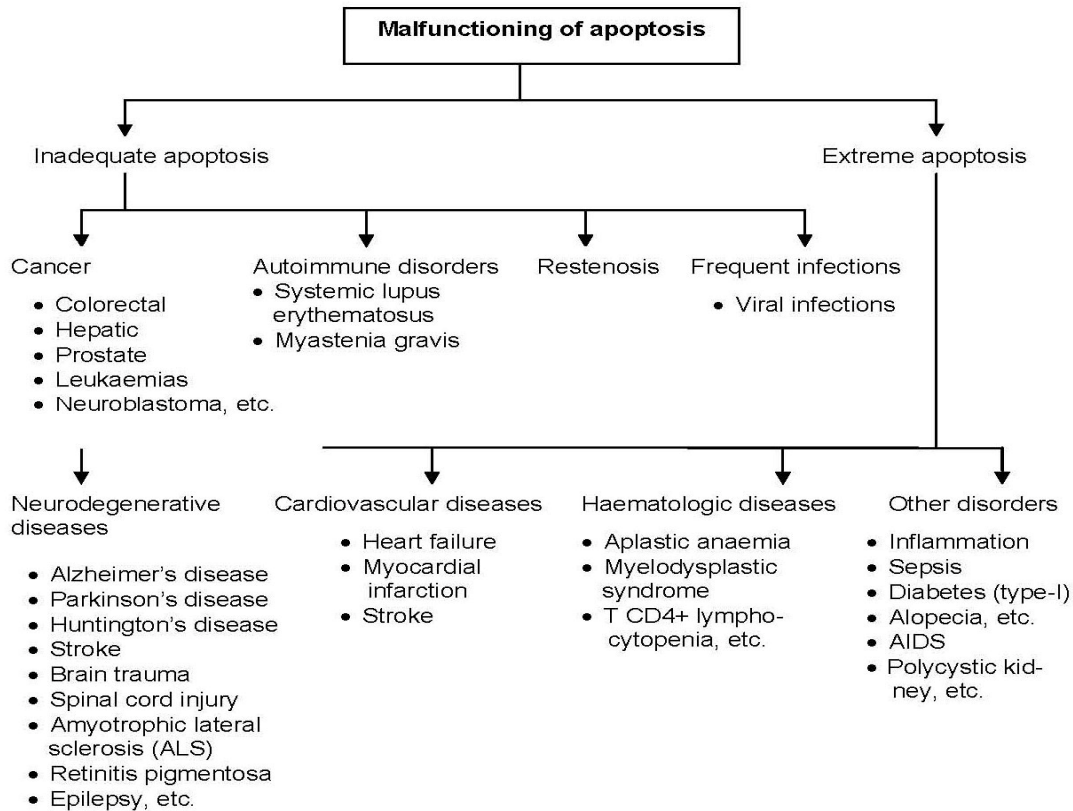 Malfunctioning of apoptosis
Inadequate apoptosis
Extreme apoptosis
Cancer
• Colorectal
• Hepatic
• Prostate
• Leukaemias
• Neuroblastoma, etc.
Autoimmune disorders
• Systemic lupus
erythematosus
• Myastenia gravis
Restenosis
Frequent infections
• Viral infections
Neurodegenerative
diseases
• Alzheimer's disease
• Parkinson's disease
• Huntington's disease
• Stroke
• Brain trauma
• Spinal cord injury
• Amyotrophic lateral
sclerosis (ALS)
• Retinitis pigmentosa
• Epilepsy, etc.
Cardiovascular diseases
• Heart failure
• Myocardial
infarction
• Stroke
Haematologic diseases
• Aplastic anaemia
• Myelodysplastic
syndrome
• T CD4+ lympho-
cytopenia, etc.
Other disorders
• Inflammation
• Sepsis
• Diabetes (type-I)
• Alopecia, etc.
• AIDS
• Polycystic kid-
ney, etc.